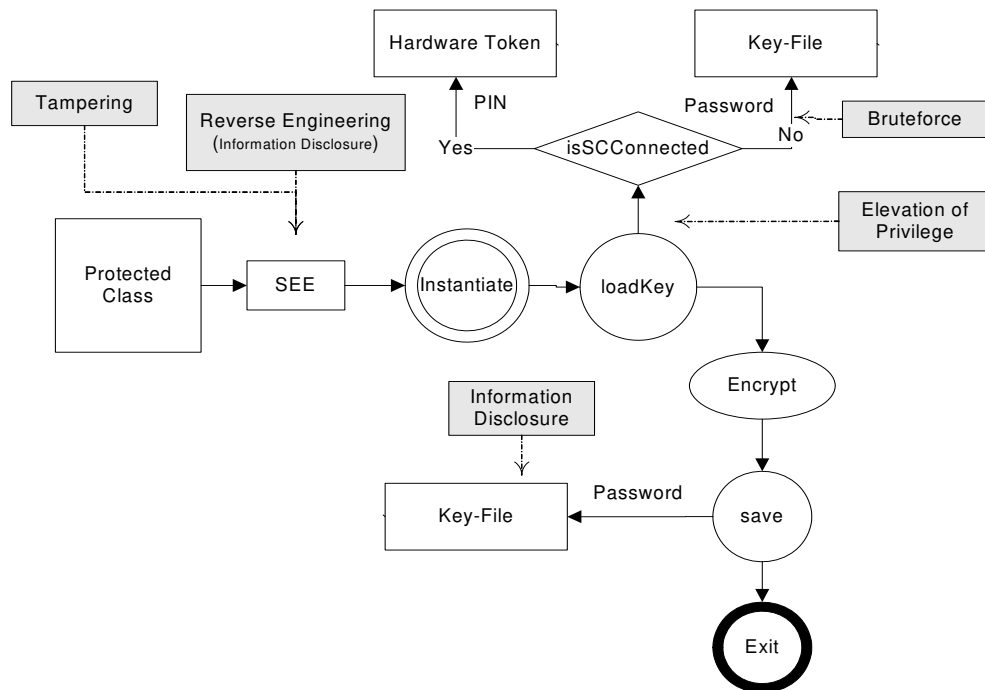 Hardware Token
Key-File
Tampering
Reverse Engineering
(Information Disclosure)
PIN
Password
Bruteforce
Yes
isSCConnected
No
Elevation of
Privilege
Protected
Class
SEE
Instantiate
loadKey
Encrypt
Information
Disclosure
Password
Key-File
save
Exit